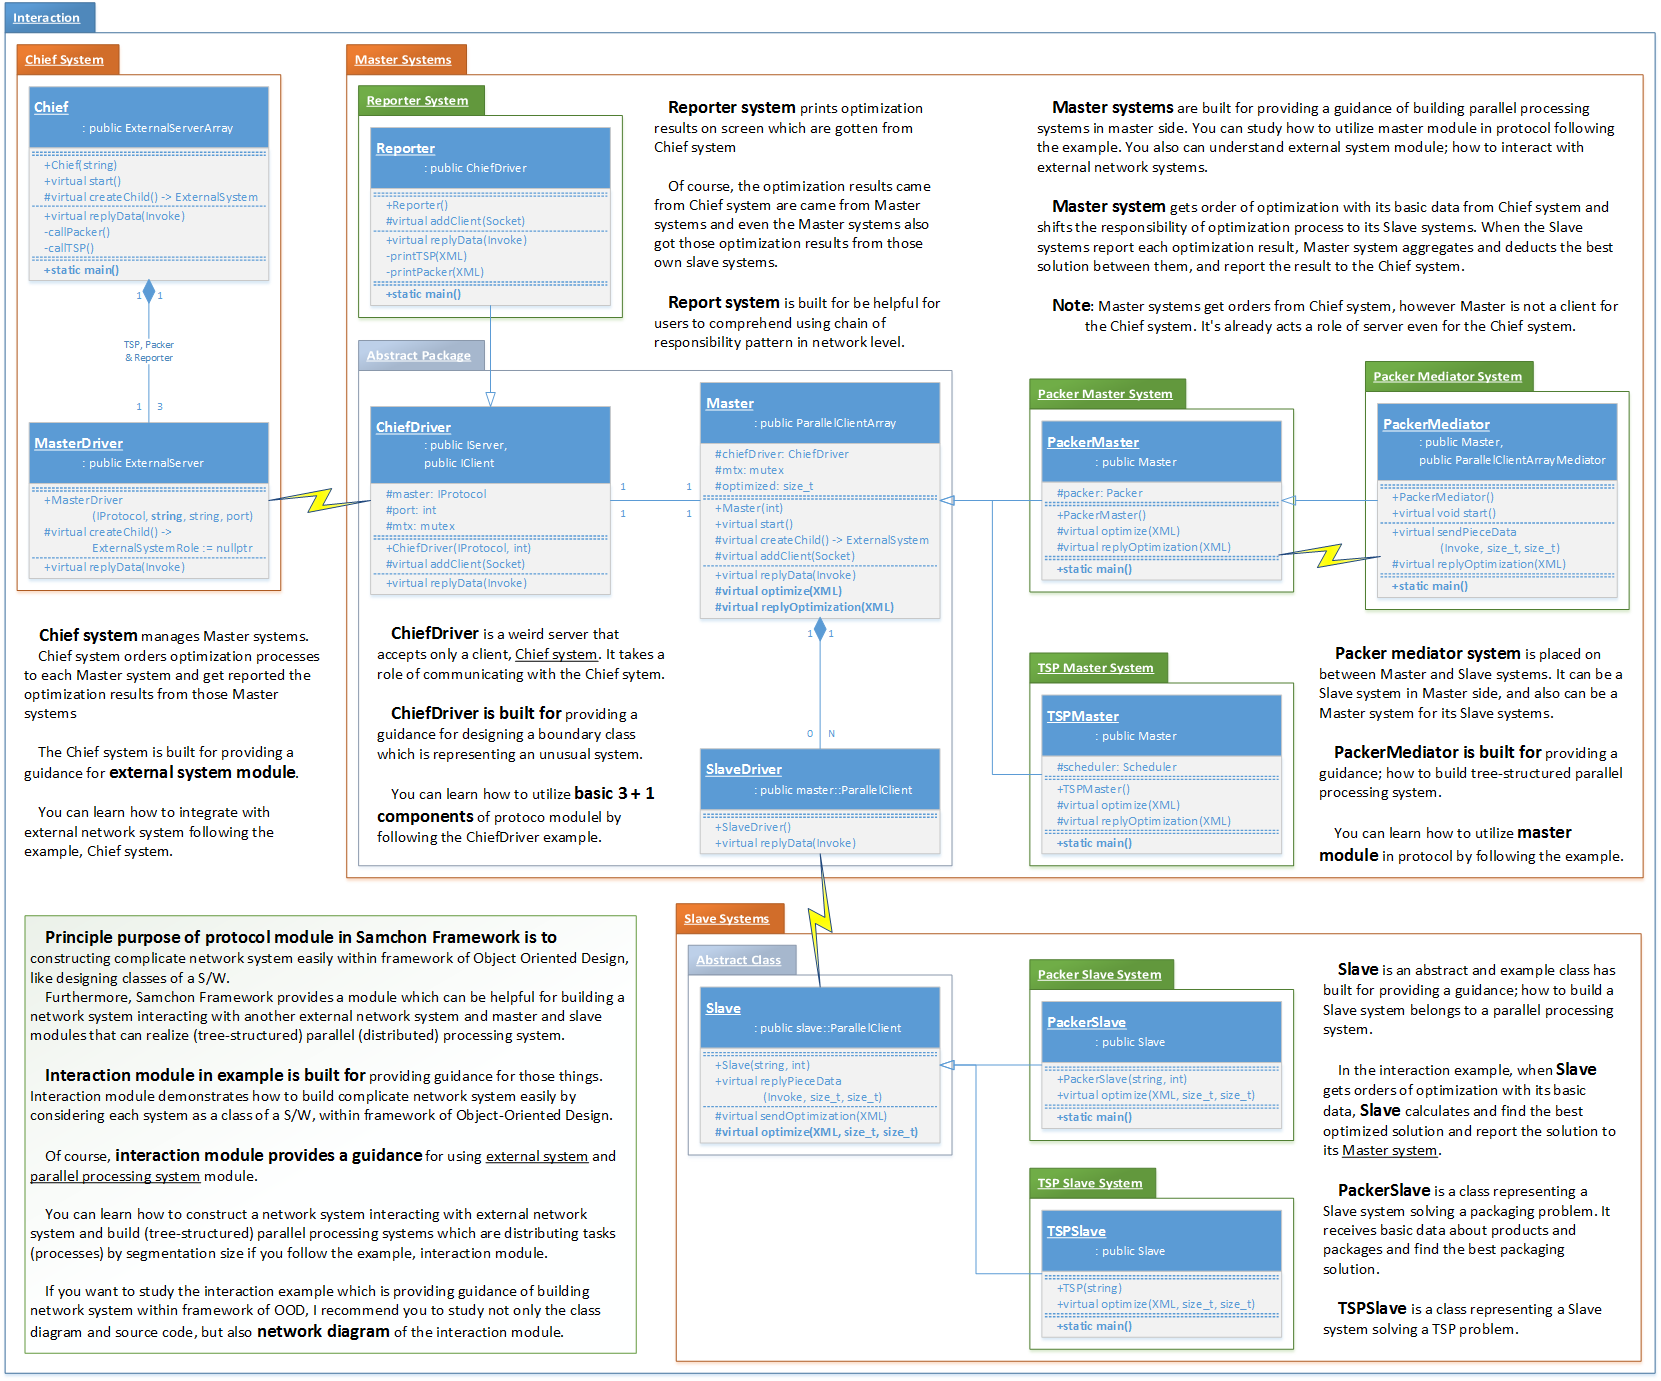 Interaction
Chief System
Chief
: public ExternalServerArray
+Chief(string)
+virtual start()
#virtual createChild() -> ExternalSystem
+virtual replyData(Invoke)
-callPacker()
-callTSP()
+static main()
1 1
TSP, Packer
& Reporter
1 3
MasterDriver
: public ExternalServer
+MasterDriver
(IProtocol, string, string, port)
#virtual createChild() ->
ExternalSystemRole := nullptr
+virtual replyData(Invoke)
Chief system manages Master systems.
Chief system orders optimization processes
to each Master system and get reported the
optimization results from those Master
systems
The Chief system is built for providing a
guidance for external system module.
You can learn how to integrate with
external network system following the
example, Chief system.
Master Systems
Reporter System
Reporter
: public ChiefDriver
+Reporter()
#virtual addClient(Socket)
+virtual replyData(Invoke)
-printTSP(XML)
-printPacker(XML)
+static main()
Reporter system prints optimization
results on screen which are gotten from
Chief system
Of course, the optimization results came
from Chief system are came from Master
systems and even the Master systems also
got those optimization results from those
own slave systems.
Report system is built for be helpful for
users to comprehend using chain of
responsibility pattern in network level.
Master systems are built for providing a guidance of building parallel processing
systems in master side. You can study how to utilize master module in protocol following
the example. You also can understand external system module; how to interact with
external network systems.
Master system gets order of optimization with its basic data from Chief system and
shifts the responsibility of optimization process to its Slave systems. When the Slave
systems report each optimization result, Master system aggregates and deducts the best
solution between them, and report the result to the Chief system.
Note: Master systems get orders from Chief system, however Master is not a client for
the Chief system. It's already acts a role of server even for the Chief system.
Abstract Package
ChiefDriver
: public IServer,
public IClient
#master: IProtocol
#port: int
#mtx: mutex
+ChiefDriver(IProtocol, int)
#virtual addClient(Socket)
+virtual replyData(Invoke)
1 1
1 1
Master
: public ParallelClientArray
#chiefDriver: ChiefDriver
#mtx: mutex
#optimized: size_t
+Master(int)
+virtual start()
#virtual createChild() -> ExternalSystem
#virtual addClient(Socket)
+virtual replyData(Invoke)
#virtual optimize(XML)
#virtual replyOptimization(XML)
1 1
0 N
SlaveDriver
: public master::ParallelClient
+SlaveDriver()
+virtual replyData(Invoke)
ChiefDriver is a weird server that
accepts only a client, Chief system. It takes a
role of communicating with the Chief sytem.
ChiefDriver is built for providing a
guidance for designing a boundary class
which is representing an unusual system.
You can learn how to utilize basic 3 + 1
components of protoco modulel by
following the ChiefDriver example.
Packer Master System
PackerMaster
: public Master
#packer: Packer
+PackerMaster()
#virtual optimize(XML)
#virtual replyOptimization(XML)
+static main()
Packer Mediator System
PackerMediator
: public Master,
public ParallelClientArrayMediator
+PackerMediator()
+virtual void start()
+virtual sendPieceData
(Invoke, size_t, size_t)
#virtual replyOptimization(XML)
+static main()
TSP Master System
TSPMaster
: public Master
#scheduler: Scheduler
+TSPMaster()
#virtual optimize(XML)
#virtual replyOptimization(XML)
+static main()
Packer mediator system is placed on
between Master and Slave systems. It can be a
Slave system in Master side, and also can be a
Master system for its Slave systems.
PackerMediator is built for providing a
guidance; how to build tree-structured parallel
processing system.
You can learn how to utilize master
module in protocol by following the example.
Principle purpose of protocol module in Samchon Framework is to
constructing complicate network system easily within framework of Object Oriented Design,
like designing classes of a S/W.
Furthermore, Samchon Framework provides a module which can be helpful for building a
network system interacting with another external network system and master and slave
modules that can realize (tree-structured) parallel (distributed) processing system.
Interaction module in example is built for providing guidance for those things.
Interaction module demonstrates how to build complicate network system easily by
considering each system as a class of a S/W, within framework of Object-Oriented Design.
Of course, interaction module provides a guidance for using external system and
parallel processing system module.
You can learn how to construct a network system interacting with external network
system and build (tree-structured) parallel processing systems which are distributing tasks
(processes) by segmentation size if you follow the example, interaction module.
If you want to study the interaction example which is providing guidance of building
network system within framework of OOD, I recommend you to study not only the class
diagram and source code, but also network diagram of the interaction module.
Slave Systems
Abstract Class
Slave
: public slave::ParallelClient
+Slave(string, int)
+virtual replyPieceData
(Invoke, size_t, size_t)
#virtual sendOptimization(XML)
#virtual optimize(XML, size_t, size_t)
Packer Slave System
PackerSlave
: public Slave
+PackerSlave(string, int)
+virtual optimize(XML, size_t, size_t)
+static main()
TSP Slave System
TSPSlave
: public Slave
+TSP(string)
+virtual optimize(XML, size_t, size_t)
+static main()
Slave is an abstract and example class has
built for providing a guidance; how to build a
Slave system belongs to a parallel processing
system.
In the interaction example, when Slave
gets orders of optimization with its basic
data, Slave calculates and find the best
optimized solution and report the solution to
its Master system.
PackerSlave is a class representing a
Slave system solving a packaging problem. It
receives basic data about products and
packages and find the best packaging
solution.
TSPSlave is a class representing a Slave
system solving a TSP problem.